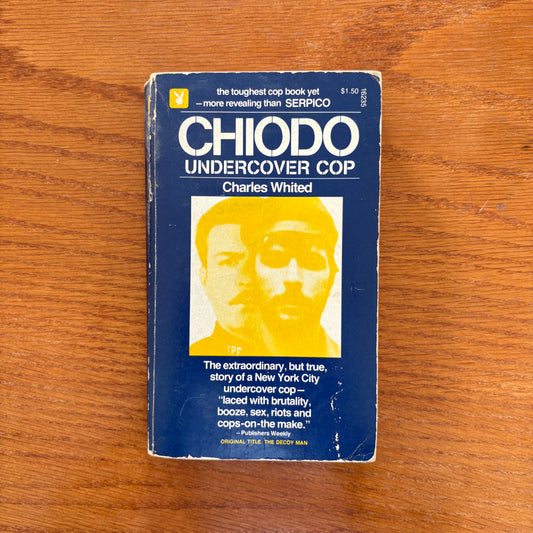 the toughest cop book yet
—more revealing than SERPICO
$1.50
16235
CHIODO
UNDERCOVER COP
Charles Whited
The extraordinary, but true,
story of a New York City
undercover cop—
"laced with brutality,
booze, sex, riots and
cops-on-the make."
—Publishers Weekly
ORIGINAL TITLE: THE DECOY MAN